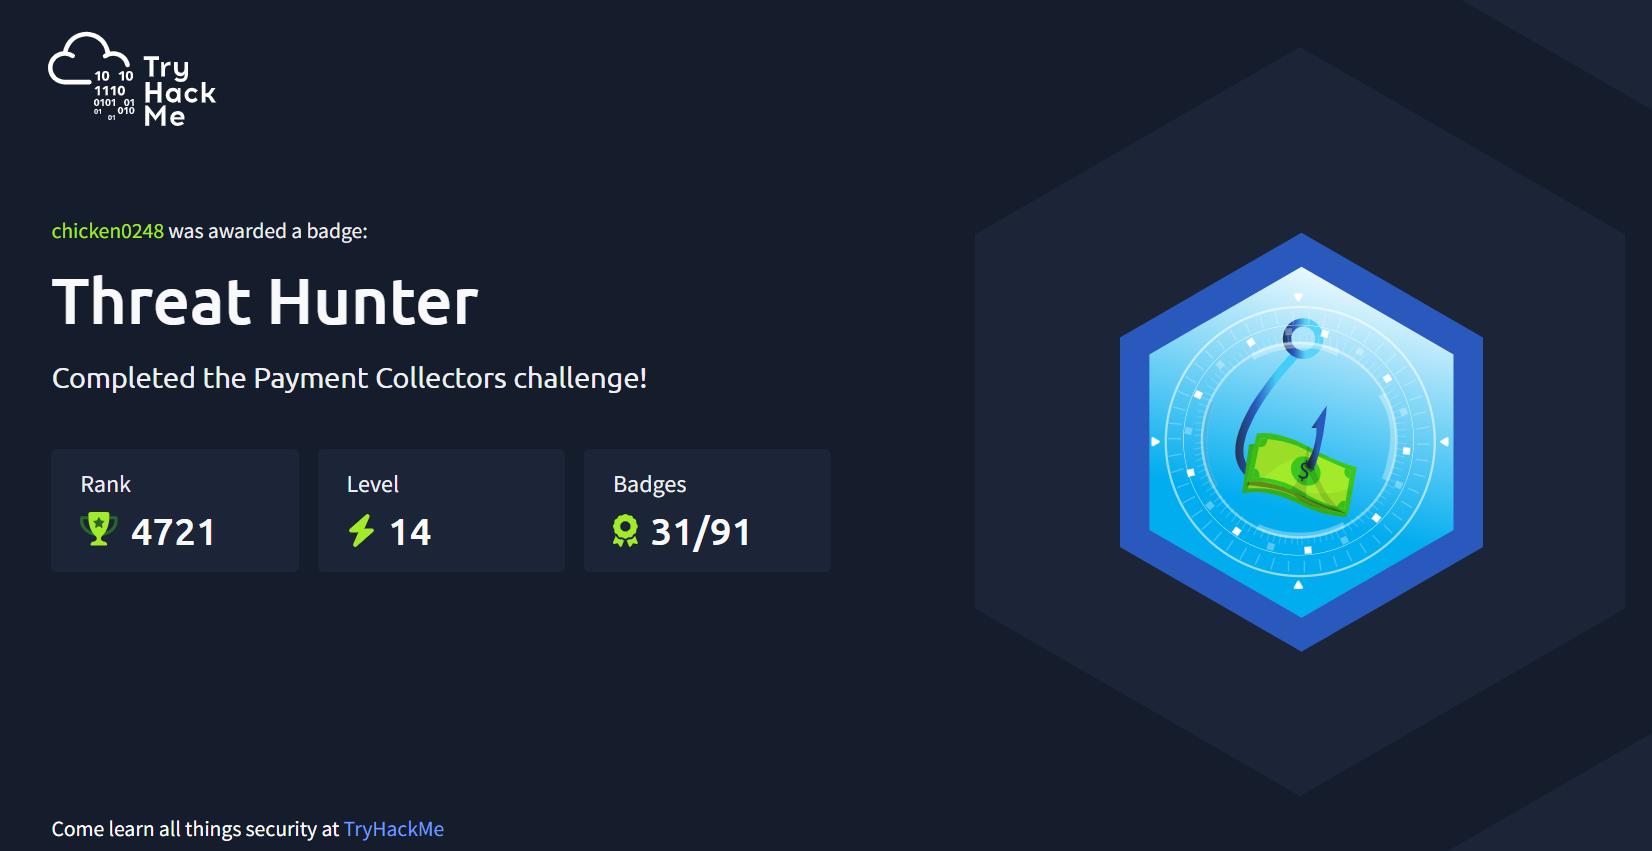 10 10
1110
0101 01
01 010
01
Try
Hack
Me
chicken0248 was awarded a badge:
Threat Hunter
Completed the Payment Collectors challenge!
Rank
4721
Level
14
Badges
31/91
$
Come learn all things security at TryHackMe